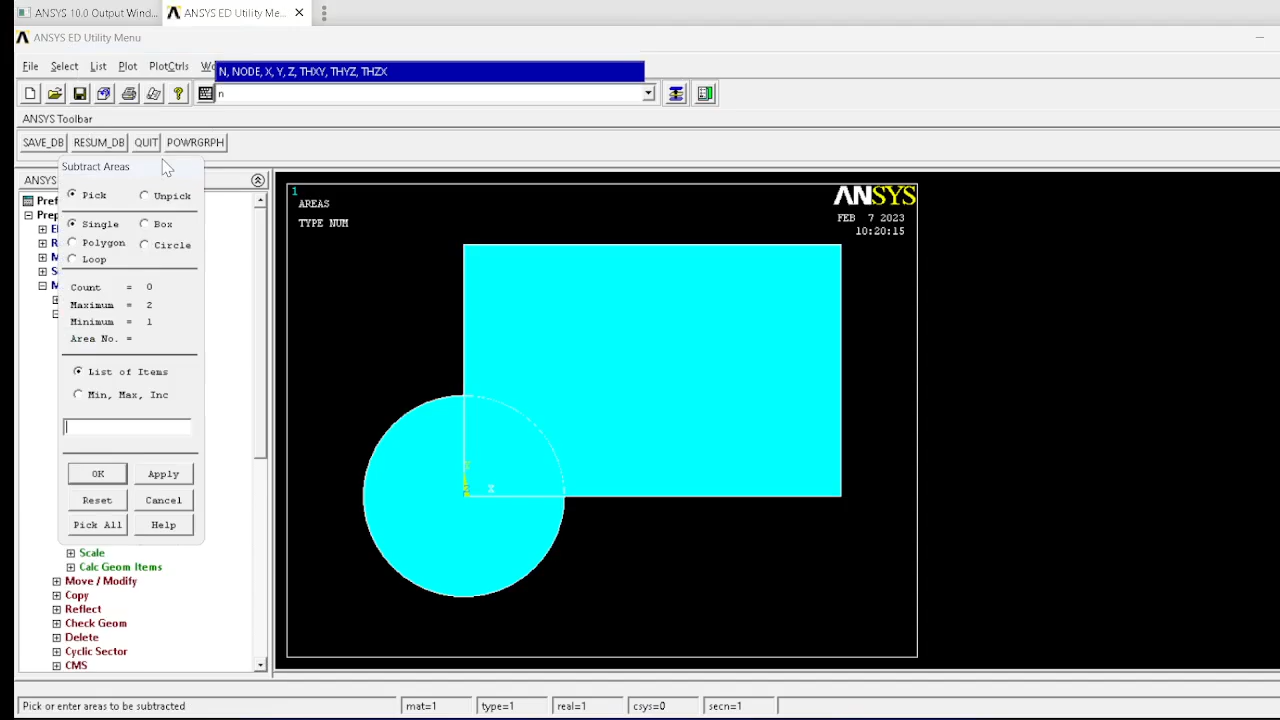 ANSYS 10.0 Output Wind...
ANSYS ED Utility Me...
ANSYS ED Utility Menu
File Select List Plot PlotCtrls
N, NODE, X, Y, Z, THXY, THYZ, THZX
n
ANSYS Toolbar
SAVE_DB RESUM_DB QUIT POWRGRPH
Subtract Areas
ANSYS
Pick Unpick
Single Box
Polygon Circle
Loop
Count = 0
Maximum = 2
Minimum = 1
Area No. =
List of Items
Min, Max, Inc
OK Apply
Reset Cancel
Pick All Help
Scale
Calc Geom Items
Move / Modify
Copy
Reflect
Check Geom
Delete
Cyclic Sector
CMS
1
AREAS
TYPE NUM
ANSYS
FEB 7 2023
10:20:15
Pick or enter areas to be subtracted
mat=1 type=1 real=1 csys=0 secn=1